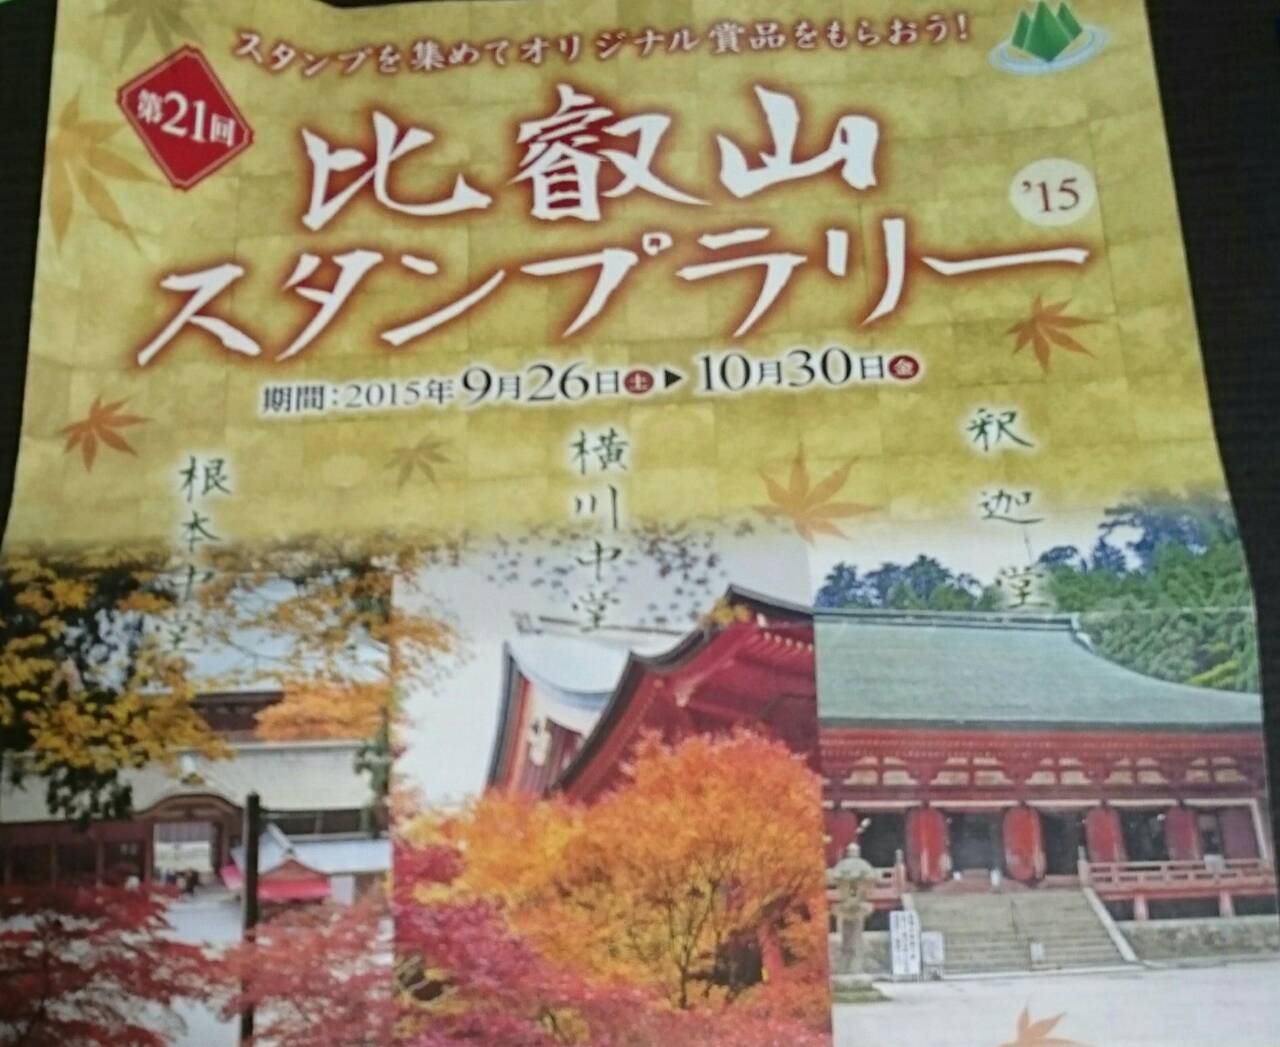 スタンプを集めてオリジナル賞品をもらおう!
第21回
比叡山
'15
スタンプラリー
期間:2015年9月26日土▶10月30日金
根本中堂
横川中堂
釈迦堂